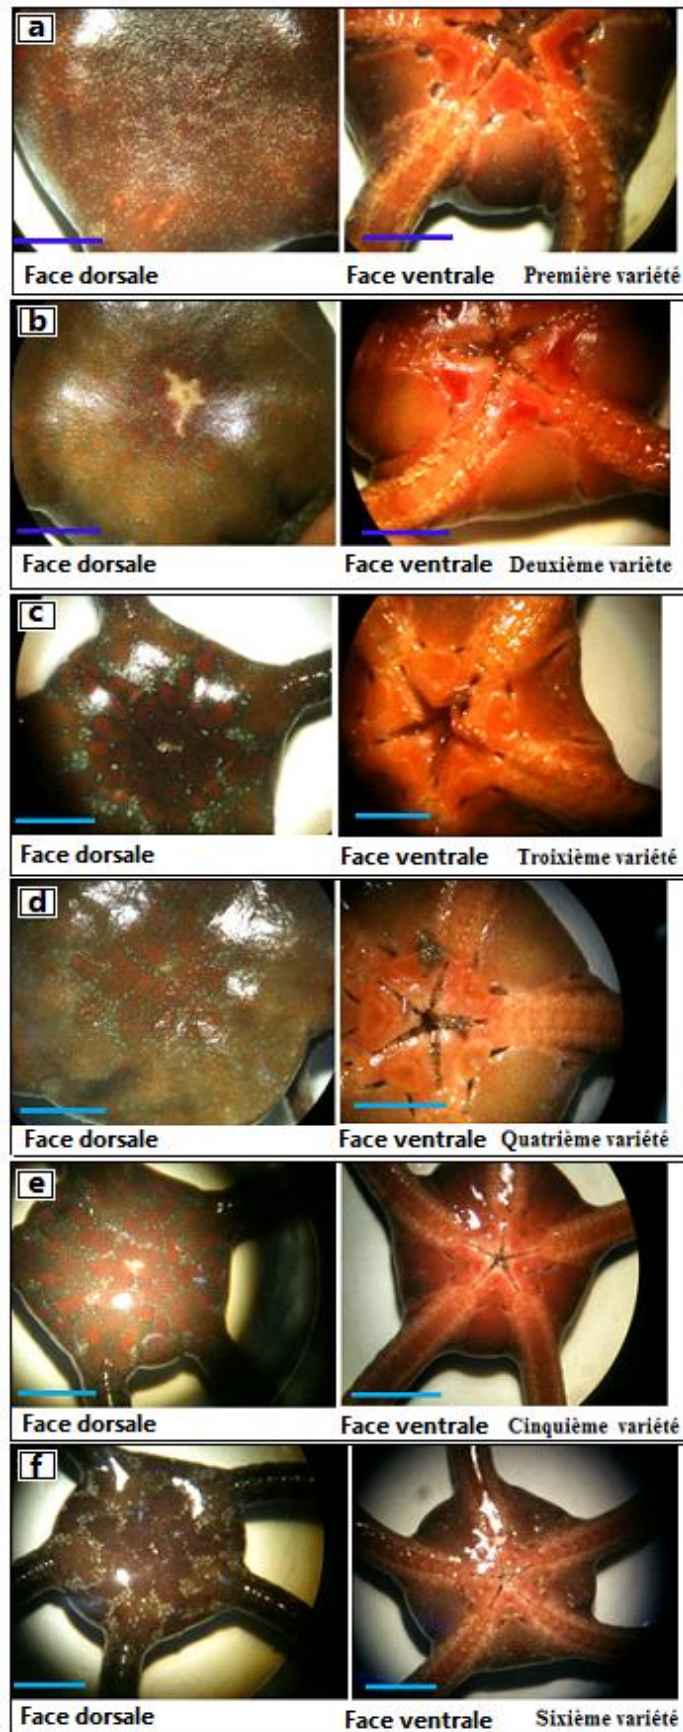 a
Face dorsale Face ventrale Première variété
b
Face dorsale Face ventrale Deuxième variète
c
Face dorsale Face ventrale Troixième variété
d
Face dorsale Face ventrale Quatrième variété
e
Face dorsale Face ventrale Cinquième variété
f
Face dorsale Face ventrale Sixième variété